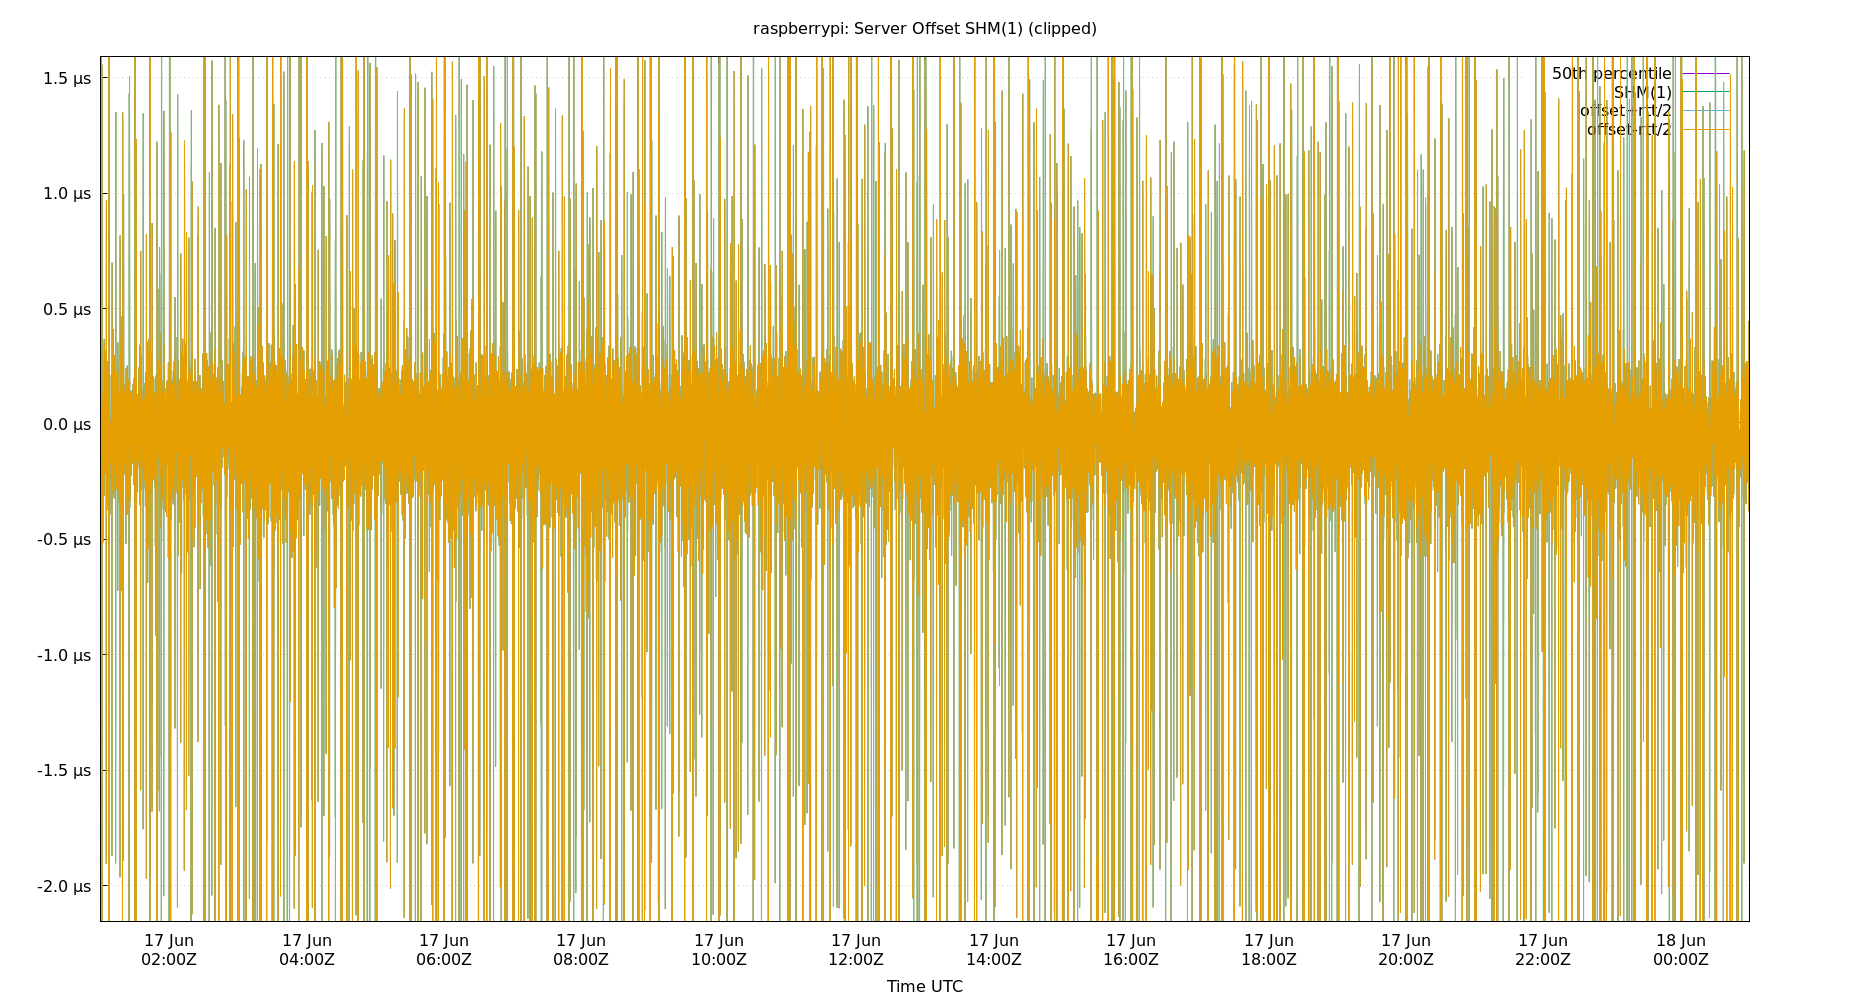 raspberrypi: Server Offset SHM(1) (clipped)
50th percentile
SHM(1)
offset+rtt/2
offset-rtt/2
1.5 µs
1.0 µs
0.5 µs
0.0 µs
-0.5 µs
-1.0 µs
-1.5 µs
-2.0 µs
17 Jun 17 Jun 17 Jun 17 Jun 17 Jun 17 Jun 17 Jun 17 Jun 17 Jun 17 Jun 17 Jun 18 Jun
02:00Z 04:00Z 06:00Z 08:00Z 10:00Z 12:00Z 14:00Z 16:00Z 18:00Z 20:00Z 22:00Z 00:00Z
Time UTC